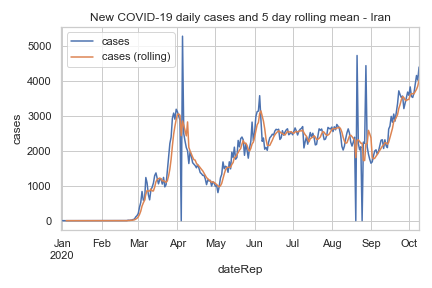 New COVID-19 daily cases and 5 day rolling mean - Iran
cases
cases (rolling)
5000
4000
3000
2000
1000
0
cases
Jan Feb Mar Apr May Jun Jul Aug Sep Oct
2020
dateRep